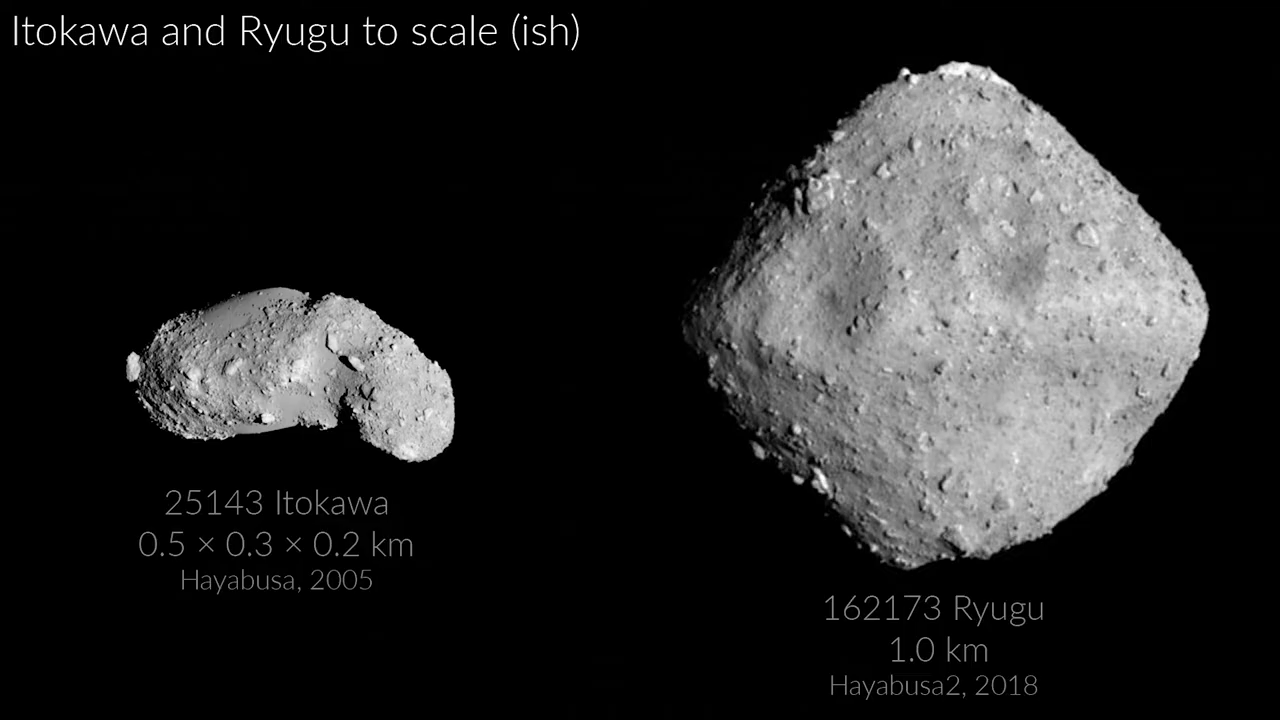 Itokawa and Ryugu to scale (ish)
25143 Itokawa
0.5 × 0.3 × 0.2 km
Hayabusa, 2005
162173 Ryugu
1.0 km
Hayabusa2, 2018